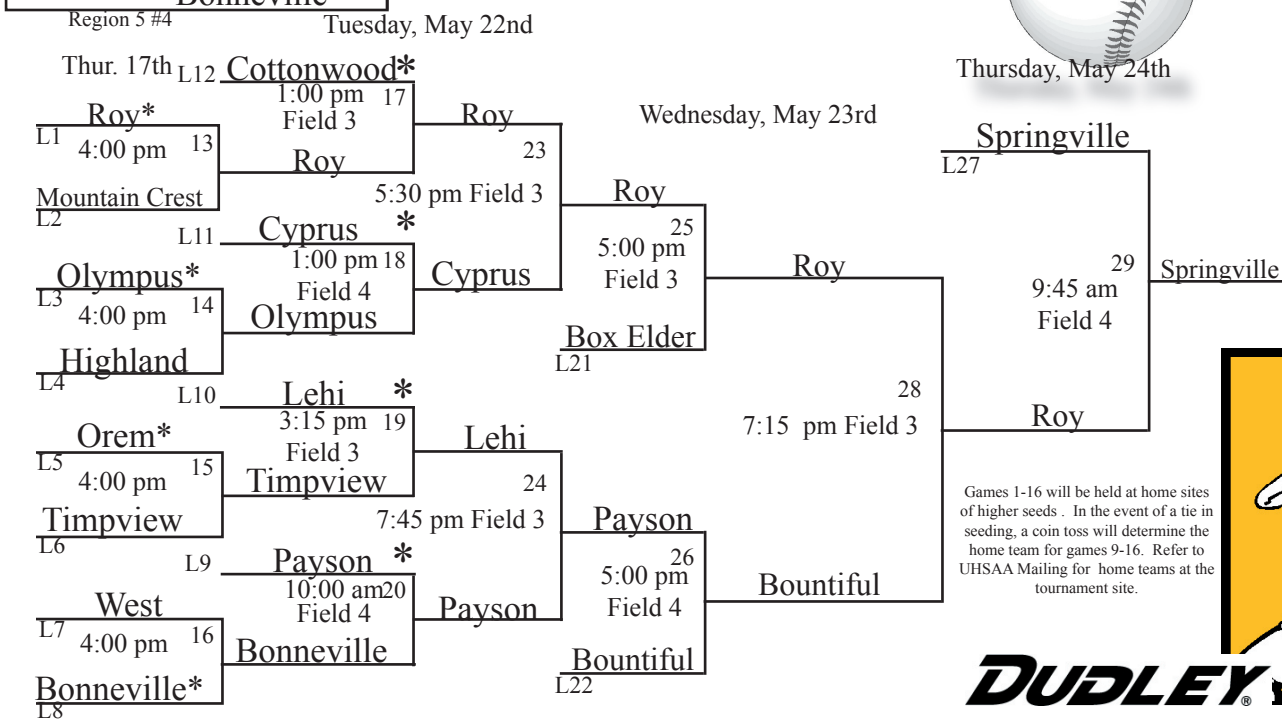 Bonneville
Region 5 #4
Tuesday, May 22nd
Thur. 17th
L12 Cottonwood*
1:00 pm 17
Field 3
Roy*
L1
4:00 pm 13
Roy
Mountain Crest
L2
Roy
23
5:30 pm Field 3
L11 Cyprus *
1:00 pm 18
Field 4
Olympus*
L3
4:00 pm 14
Olympus
Highland
L4
Cyprus
L10 Lehi *
3:15 pm 19
Field 3
Orem*
L5
4:00 pm 15
Timpview
Timpview
L6
Lehi
24
7:45 pm Field 3
L9 Payson *
10:00 am20
Field 4
West
L7
4:00 pm 16
Bonneville
Bonneville*
L8
Payson
Wednesday, May 23rd
Roy
25
5:00 pm
Field 3
Box Elder
L21
Roy
Payson
26
5:00 pm
Field 4
Bountiful
L22
28
7:15 pm Field 3
Bountiful
Thursday, May 24th
Springville
L27
29
9:45 am
Field 4
Springville
Roy
Games 1-16 will be held at home sites
of higher seeds . In the event of a tie in
seeding, a coin toss will determine the
home team for games 9-16. Refer to
UHSAA Mailing for home teams at the
tournament site.
DUDLEY®